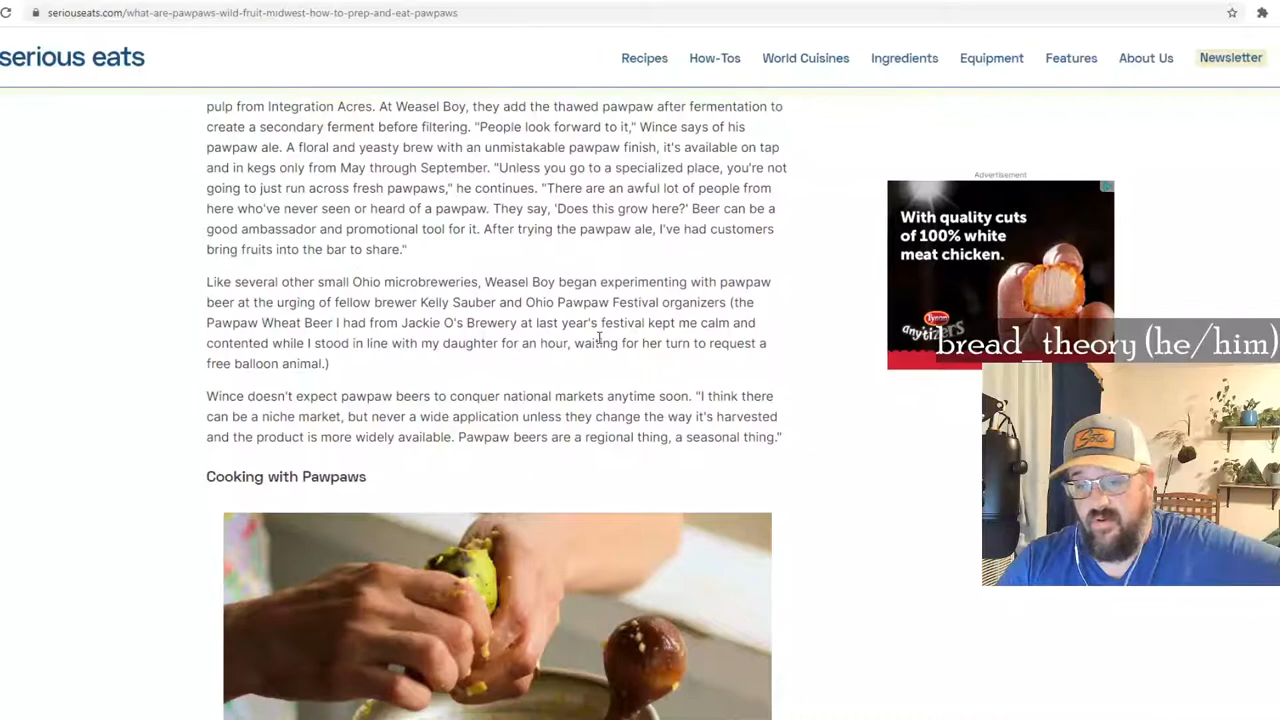 seriouseats.com/what-are-pawpaws-wild-fruit-midwest-how-to-prep-and-eat-pawpaws
serious eats
Recipes How-Tos World Cuisines Ingredients Equipment Features About Us Newsletter
pulp from Integration Acres. At Weasel Boy, they add the thawed pawpaw after fermentation to
create a secondary ferment before filtering. "People look forward to it," Wince says of his
pawpaw ale. A floral and yeasty brew with an unmistakable pawpaw finish, it's available on tap
and in kegs only from May through September. "Unless you go to a specialized place, you're not
going to just run across fresh pawpaws," he continues. "There are an awful lot of people from
here who've never seen or heard of a pawpaw. They say, 'Does this grow here?' Beer can be a
good ambassador and promotional tool for it. After trying the pawpaw ale, I've had customers
bring fruits into the bar to share."
Like several other small Ohio microbreweries, Weasel Boy began experimenting with pawpaw
beer at the urging of fellow brewer Kelly Sauber and Ohio Pawpaw Festival organizers (the
Pawpaw Wheat Beer I had from Jackie O's Brewery at last year's festival kept me calm and
contented while I stood in line with my daughter for an hour, waiting for her turn to request a
free balloon animal.)
Wince doesn't expect pawpaw beers to conquer national markets anytime soon. "I think there
can be a niche market, but never a wide application unless they change the way it's harvested
and the product is more widely available. Pawpaw beers are a regional thing, a seasonal thing."
Cooking with Pawpaws
Advertisement
With quality cuts
of 100% white
meat chicken.
Tyson
any'tizers
bread_theory (he/him)